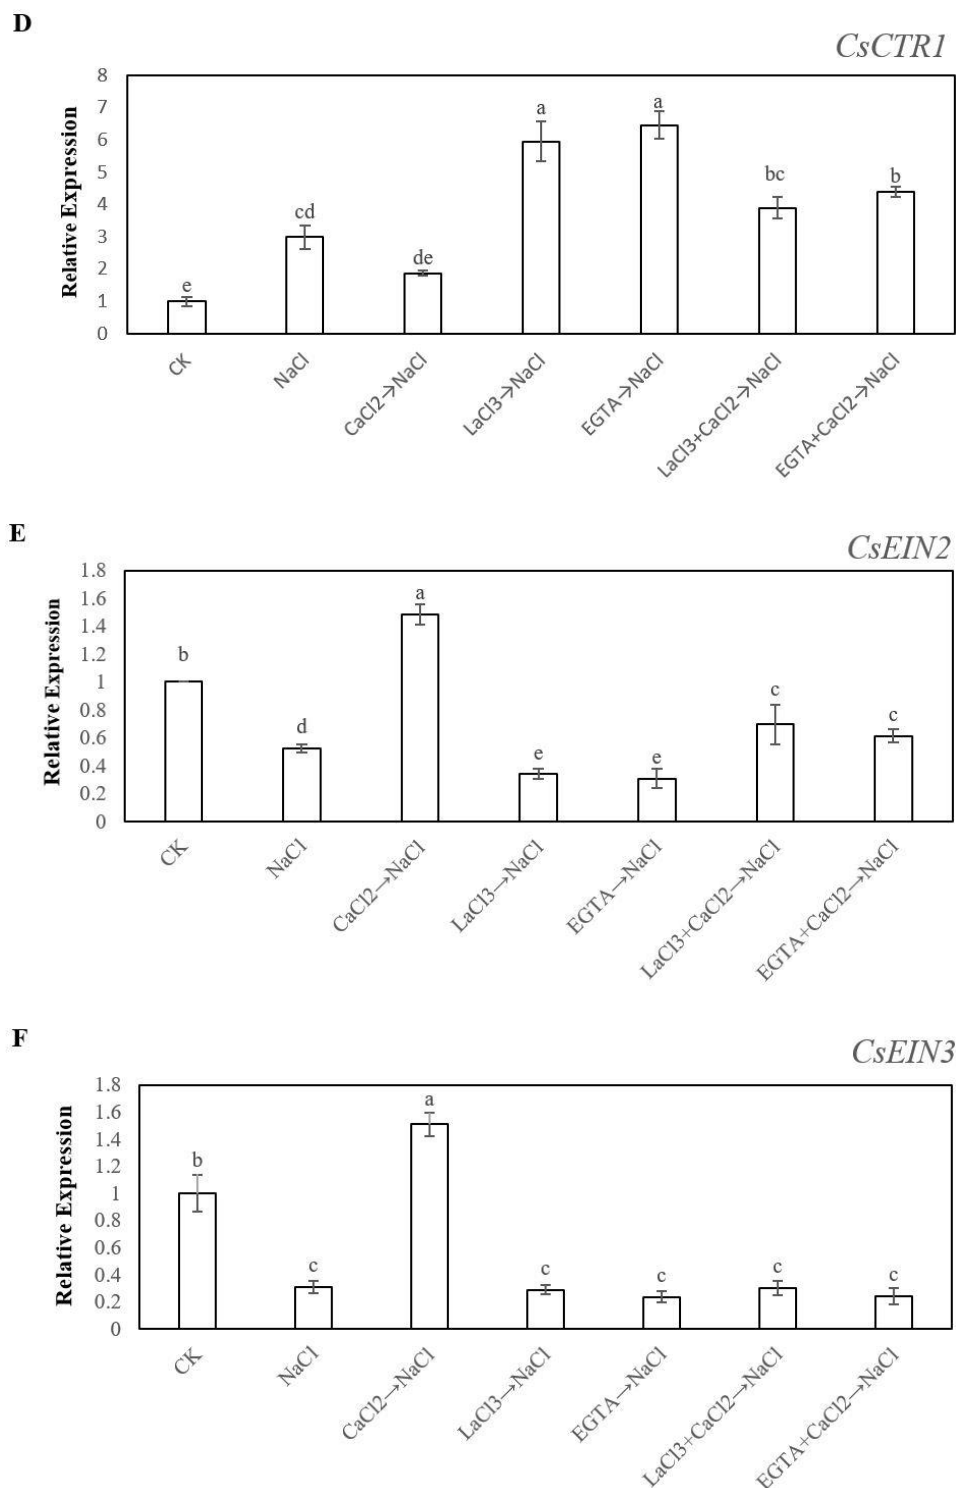 D
CsCTR1
Relative Expression
8
7
6
5
4
3
2
1
0
e
cd
de
a
a
bc
b
CK
NaCl
CaCl2→NaCl
LaCl3→NaCl
EGTA→NaCl
LaCl3+CaCl2→NaCl
EGTA+CaCl2→NaCl
E
CsEIN2
Relative Expression
1.8
1.6
1.4
1.2
1
0.8
0.6
0.4
0.2
0
b
d
a
e
e
c
c
CK
NaCl
CaCl2→NaCl
LaCl3→NaCl
EGTA→NaCl
LaCl3+CaCl2→NaCl
EGTA+CaCl2→NaCl
F
CsEIN3
Relative Expression
1.8
1.6
1.4
1.2
1
0.8
0.6
0.4
0.2
0
b
c
a
c
c
c
c
CK
NaCl
CaCl2→NaCl
LaCl3→NaCl
EGTA→NaCl
LaCl3+CaCl2→NaCl
EGTA+CaCl2→NaCl